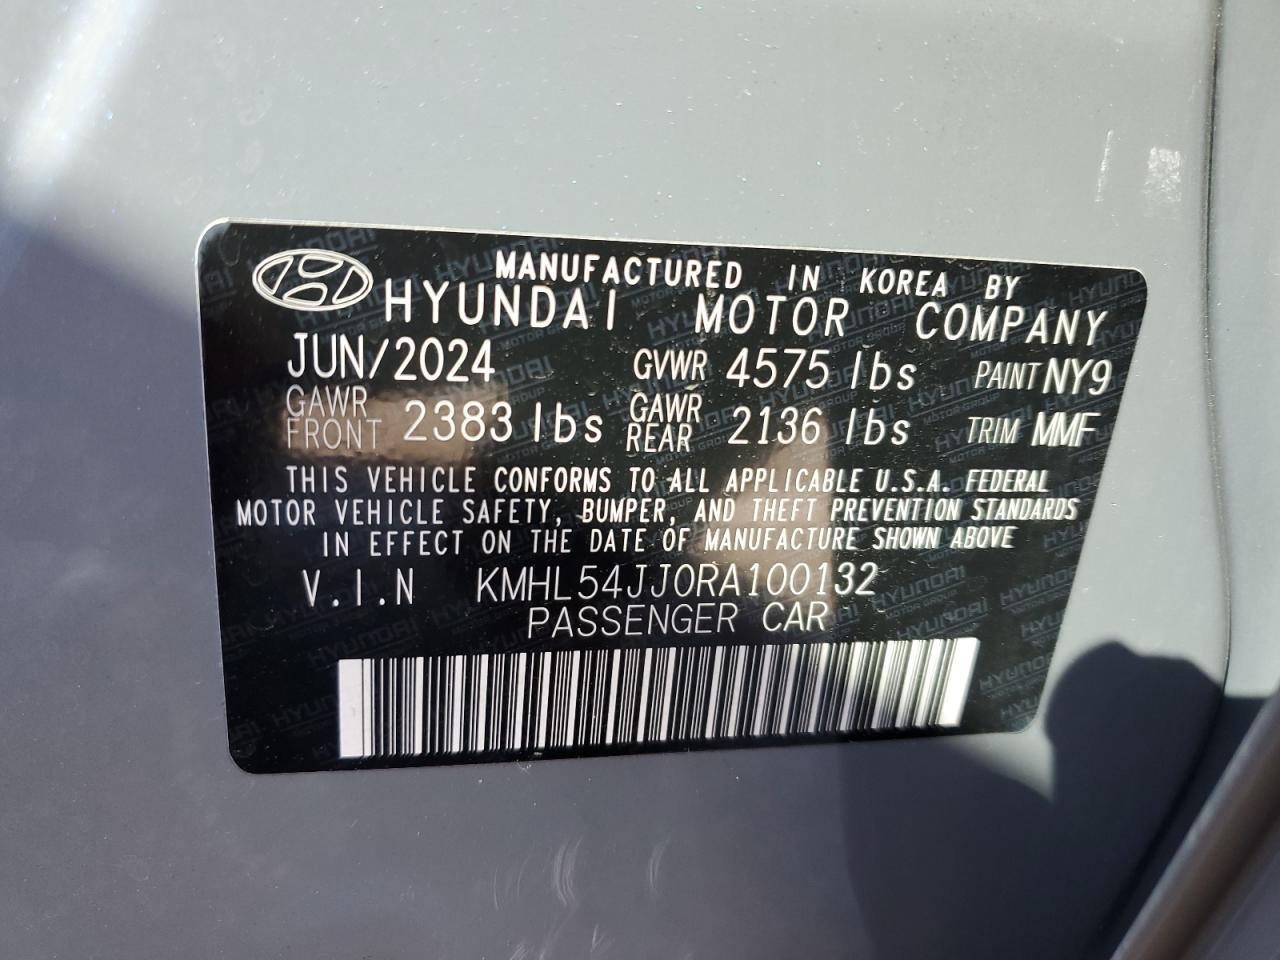 MANUFACTURED IN KOREA BY
HYUNDAI MOTOR COMPANY
JUN/2024 GVWR 4575 lbs PAINT NY9
GAWR FRONT 2383 lbs GAWR REAR 2136 lbs TRIM MMF
THIS VEHICLE CONFORMS TO ALL APPLICABLE U.S.A. FEDERAL
MOTOR VEHICLE SAFETY, BUMPER, AND THEFT PREVENTION STANDARDS
IN EFFECT ON THE DATE OF MANUFACTURE SHOWN ABOVE
V.I.N KMHL54JJ0RA100132
PASSENGER CAR